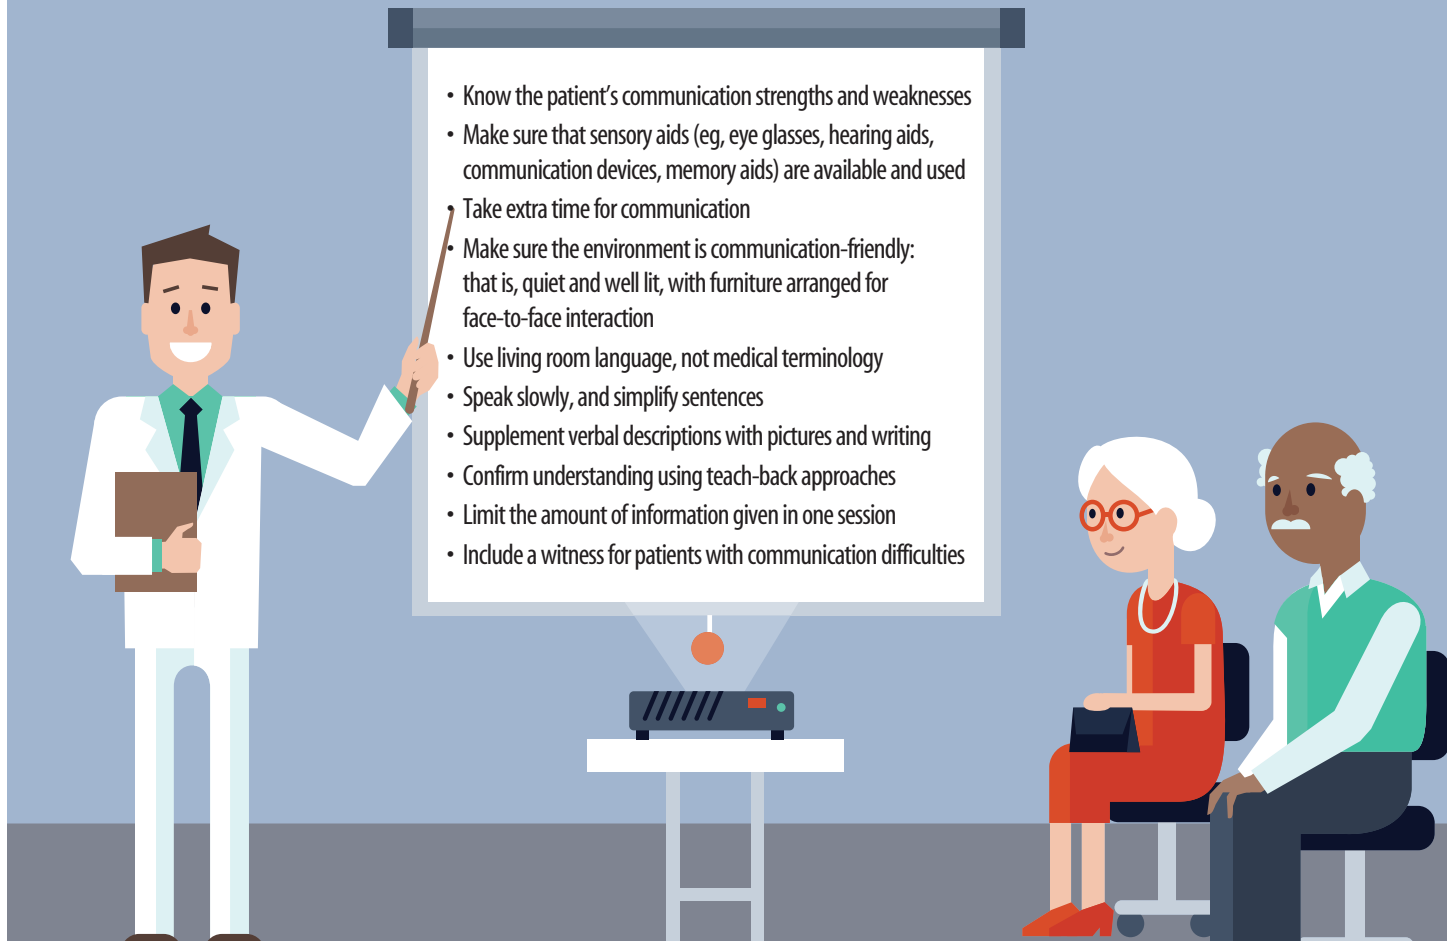 • Know the patient’s communication strengths and weaknesses
• Make sure that sensory aids (eg, eye glasses, hearing aids,
communication devices, memory aids) are available and used
• Take extra time for communication
• Make sure the environment is communication-friendly:
that is, quiet and well lit, with furniture arranged for
face-to-face interaction
• Use living room language, not medical terminology
• Speak slowly, and simplify sentences
• Supplement verbal descriptions with pictures and writing
• Confirm understanding using teach-back approaches
• Limit the amount of information given in one session
• Include a witness for patients with communication difficulties